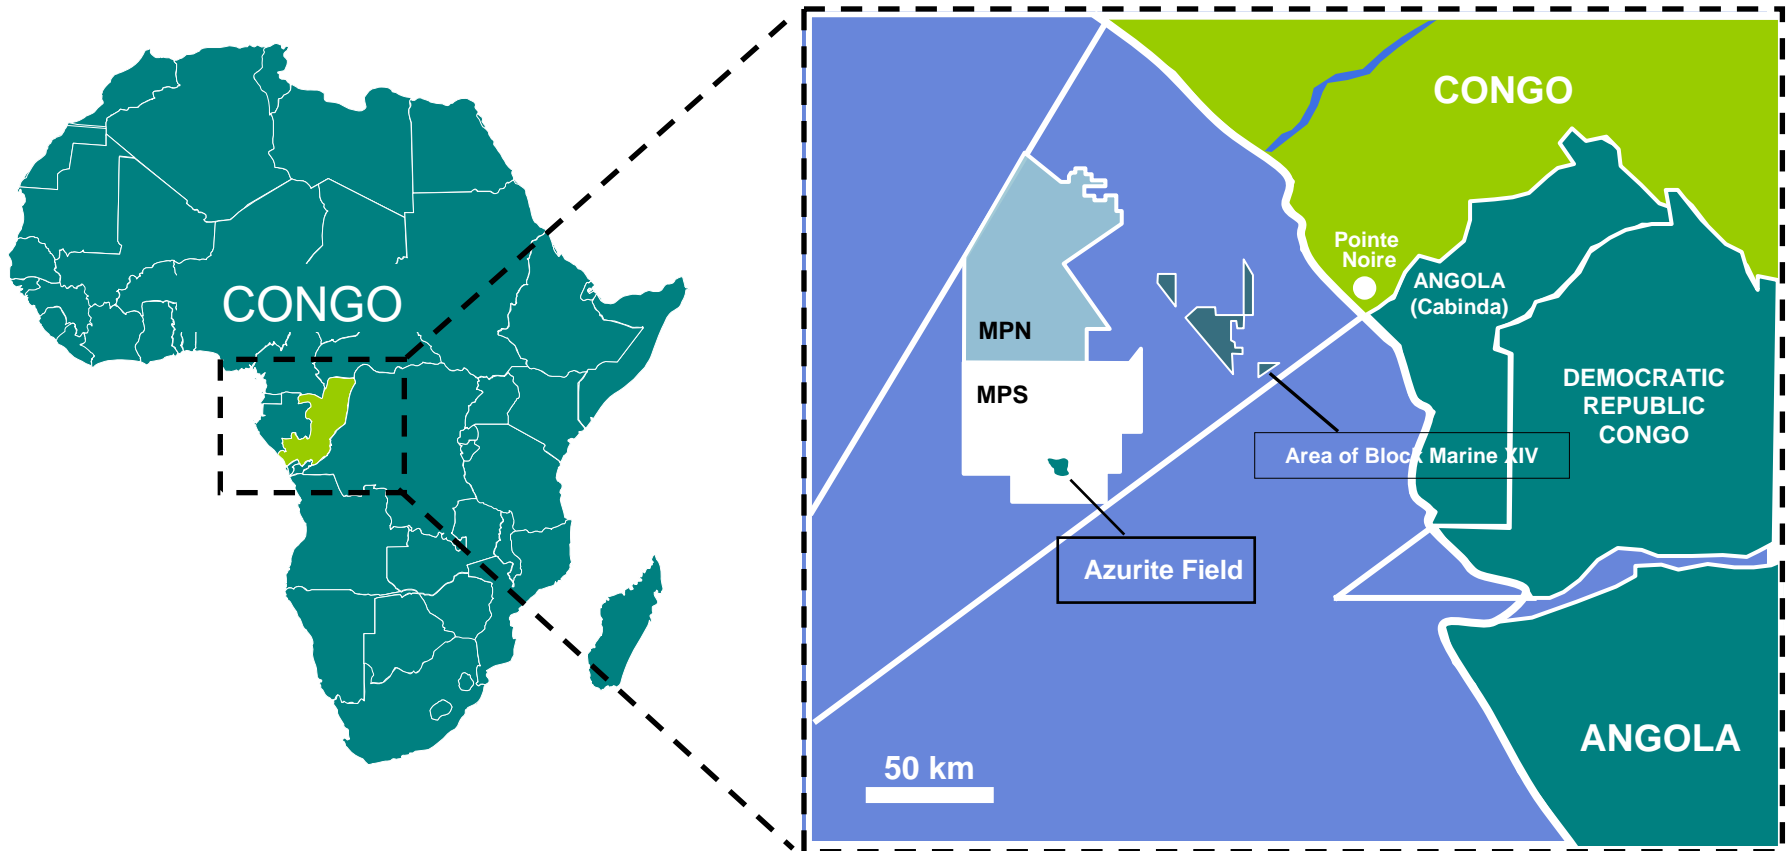 CONGO
CONGO
Pointe
Noire
ANGOLA
(Cabinda)
MPN
MPS
DEMOCRATIC
REPUBLIC
CONGO
Area of Block Marine XIV
Azurite Field
ANGOLA
50 km